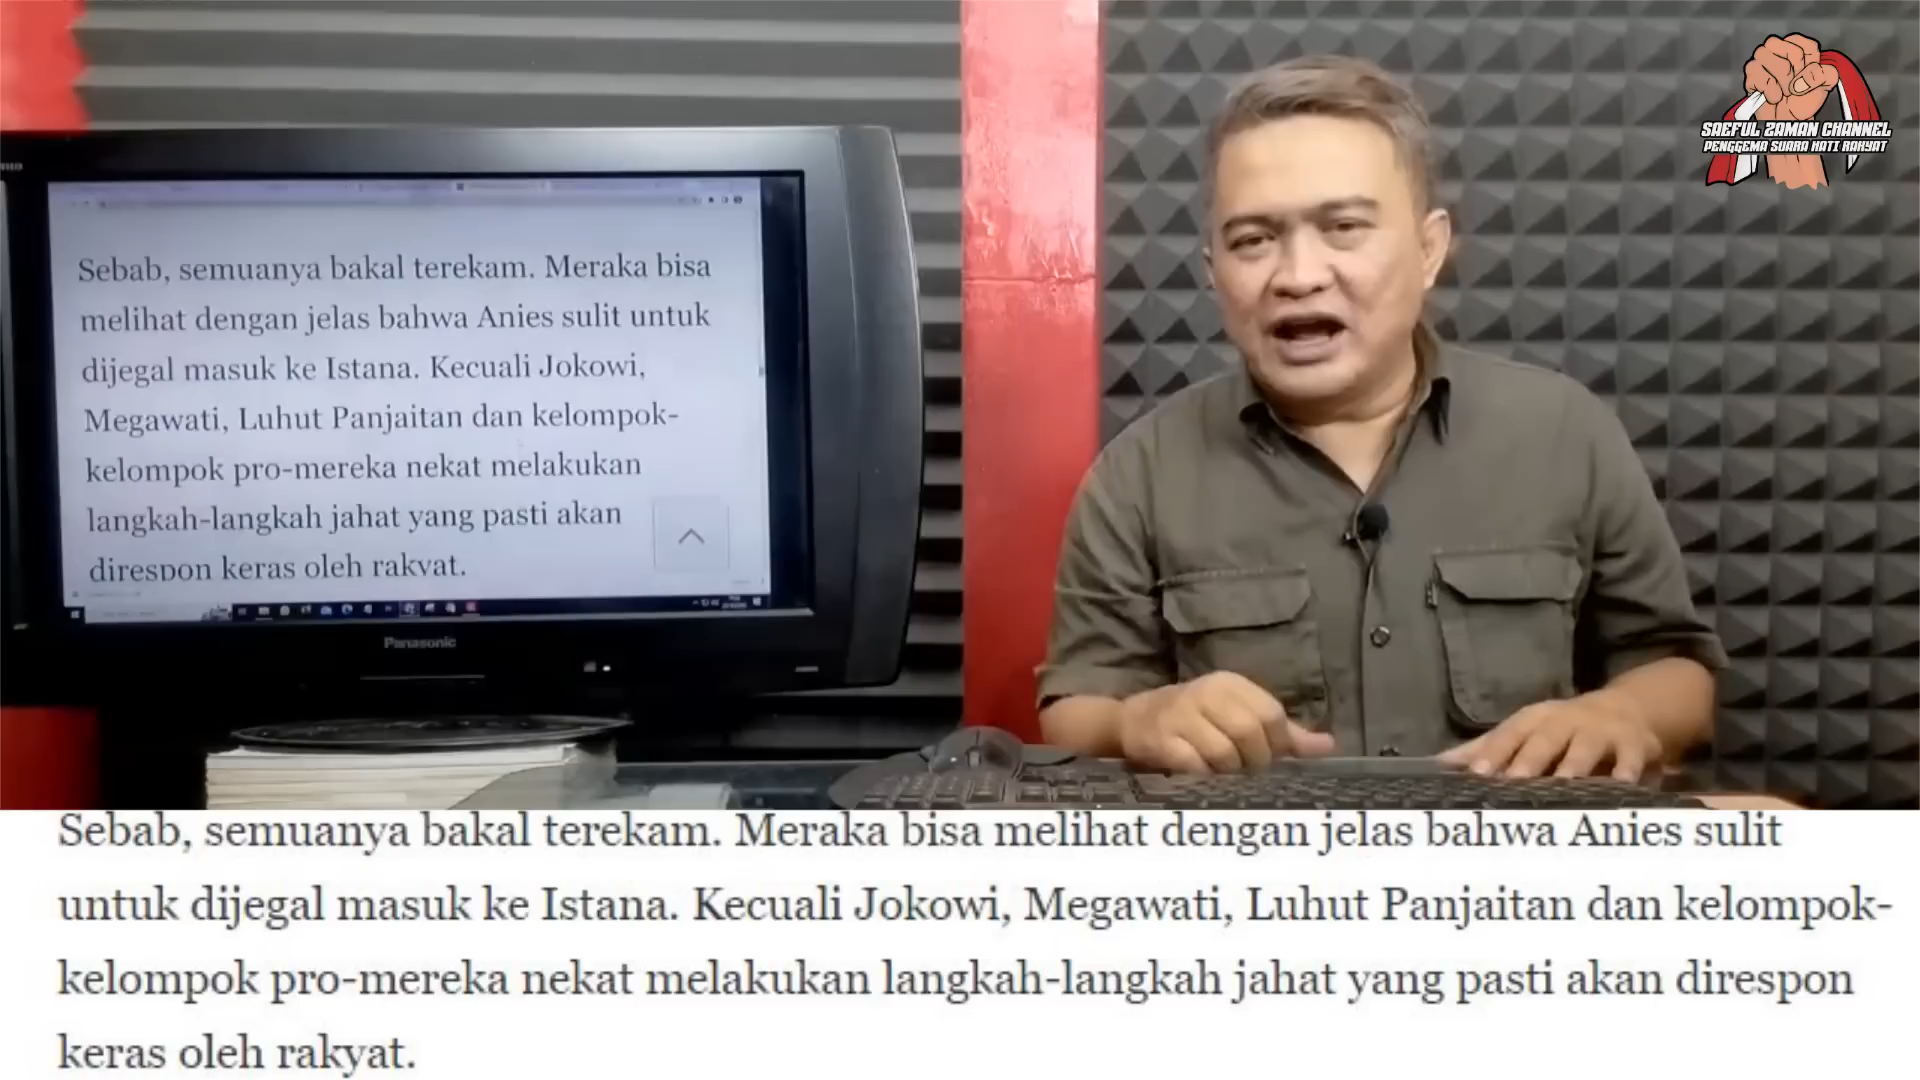 SAEFUL ZAMAN CHANNEL
PENGGEMA SUARA HATI RAKYAT
Sebab, semuanya bakal terekam. Meraka bisa
melihat dengan jelas bahwa Anies sulit untuk
dijegal masuk ke Istana. Kecuali Jokowi,
Megawati, Luhut Panjaitan dan kelompok-
kelompok pro-mereka nekat melakukan
langkah-langkah jahat yang pasti akan
direspon keras oleh rakyat.
Panasonic
Sebab, semuanya bakal terekam. Meraka bisa melihat dengan jelas bahwa Anies sulit
untuk dijegal masuk ke Istana. Kecuali Jokowi, Megawati, Luhut Panjaitan dan kelompok-
kelompok pro-mereka nekat melakukan langkah-langkah jahat yang pasti akan direspon
keras oleh rakyat.